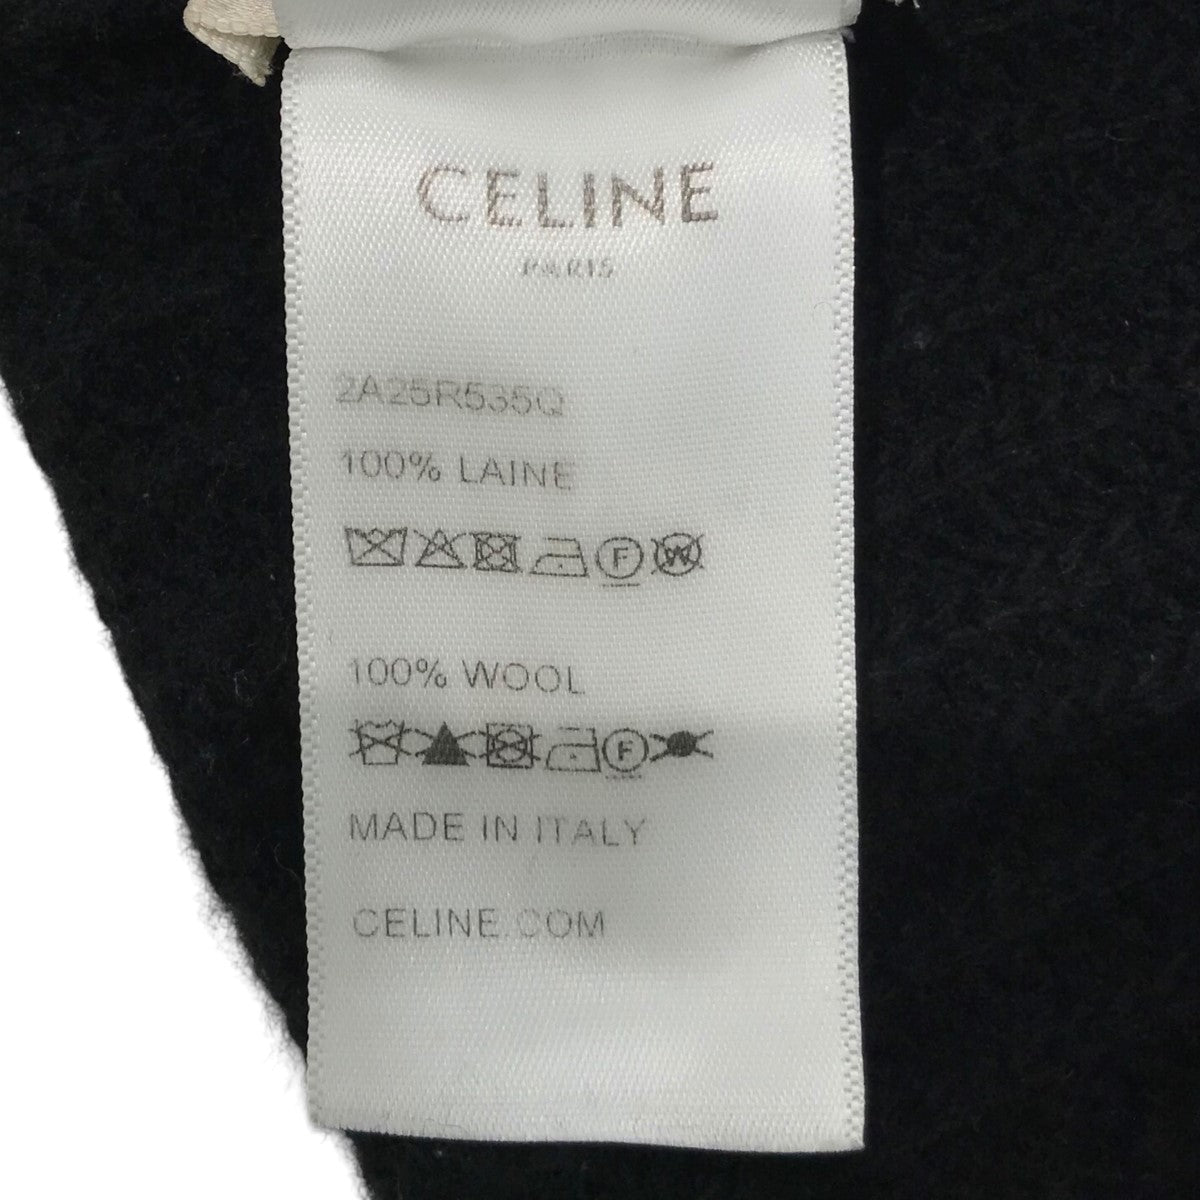 CELINE
PARIS
2A25R535Q
100% LAINE
F W
100% WOOL
F
MADE IN ITALY
CELINE.COM